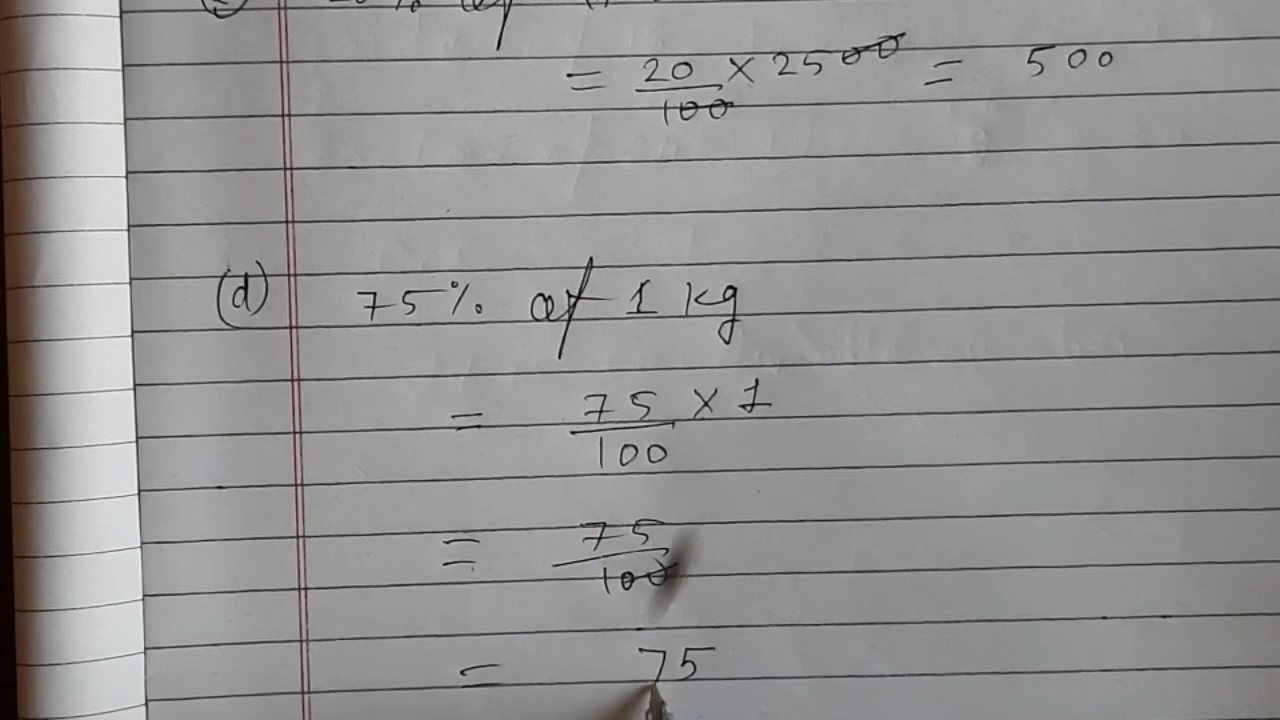 = 20/100 × 2500 = 500
(d) 75% of 1 kg
= 75/100 × 1
= 75/100
= 75